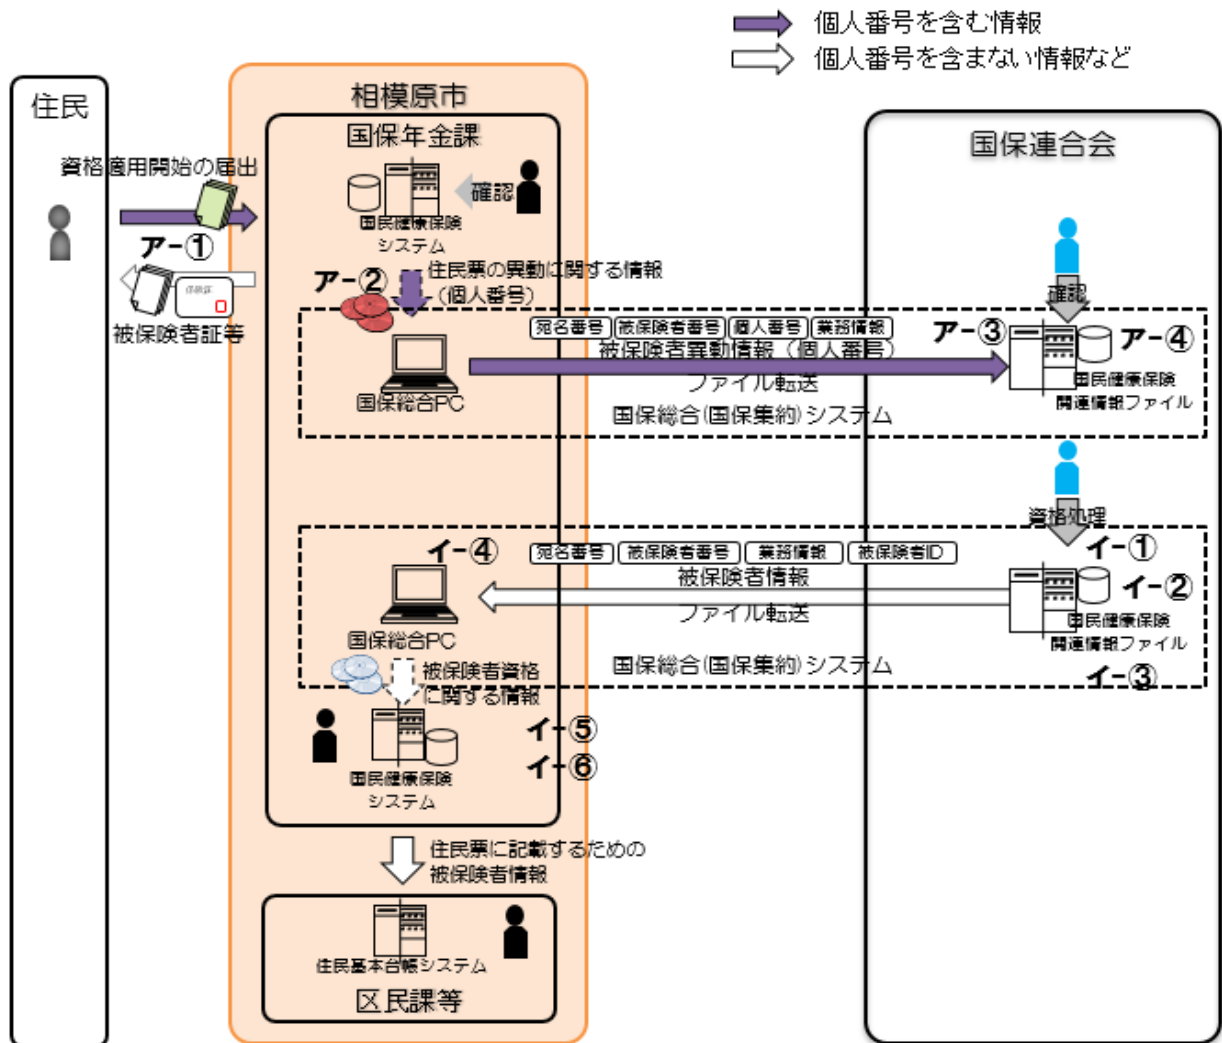 個人番号を含む情報
個人番号を含まない情報など
住民
相模原市
国保年金課
国保連合会
資格適用開始の届出
確認
国民健康保険
システム
ア-①
被保険者証等
ア-②
住民票の異動に関する情報
（個人番号）
確認
宛名番号 被保険者番号 個人番号 業務情報
ア-③
ア-④
被保険者異動情報（個人番号）
ファイル転送
国保総合PC
国民健康保険
関連情報ファイル
国保総合(国保集約)システム
資格処理
イ-①
イ-④
宛名番号 被保険者番号 業務情報 被保険者ID
被保険者情報
イ-②
ファイル転送
国保総合PC
国民健康保険
関連情報ファイル
国保総合(国保集約)システム
イ-③
被保険者資格
に関する情報
イ-⑤
イ-⑥
国民健康保険
システム
住民票に記載するための
被保険者情報
住民基本台帳システム
区民課等